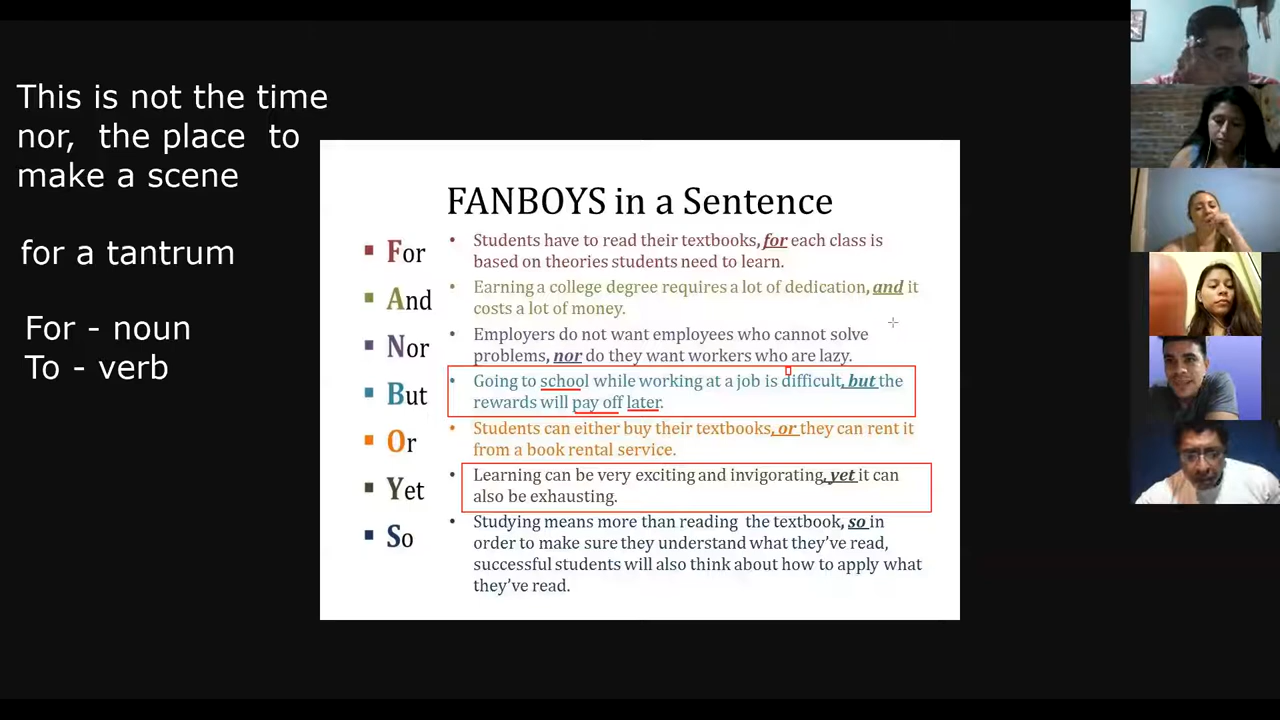 This is not the time
nor,  the place  to
make a scene
for a tantrum
For - noun
To - verb
FANBOYS in a Sentence
For
And
Nor
But
Or
Yet
So
• Students have to read their textbooks, for each class is
based on theories students need to learn.
• Earning a college degree requires a lot of dedication, and it
costs a lot of money.
• Employers do not want employees who cannot solve
problems, nor do they want workers who are lazy.
• Going to school while working at a job is difficult, but the
rewards will pay off later.
• Students can either buy their textbooks, or they can rent it
from a book rental service.
• Learning can be very exciting and invigorating, yet it can
also be exhausting.
• Studying means more than reading  the textbook, so in
order to make sure they understand what they've read,
successful students will also think about how to apply what
they've read.